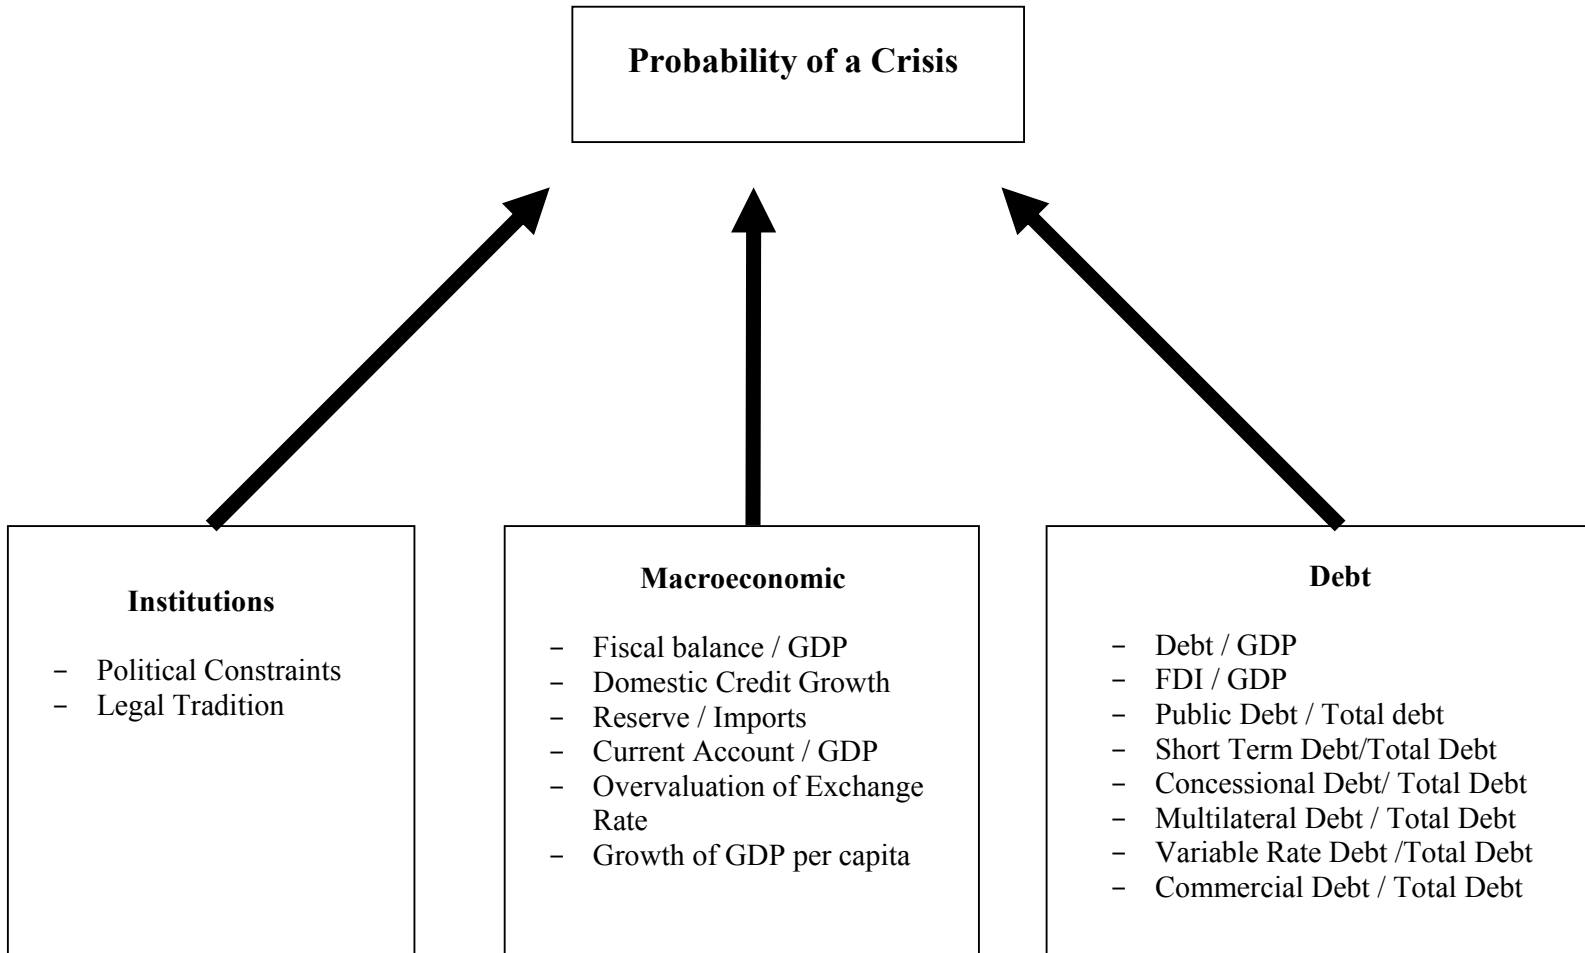 Probability of a Crisis
Institutions
- Political Constraints
- Legal Tradition
Macroeconomic
- Fiscal balance / GDP
- Domestic Credit Growth
- Reserve / Imports
- Current Account / GDP
- Overvaluation of Exchange
Rate
- Growth of GDP per capita
Debt
- Debt / GDP
- FDI / GDP
- Public Debt / Total debt
- Short Term Debt/Total Debt
- Concessional Debt/ Total Debt
- Multilateral Debt / Total Debt
- Variable Rate Debt /Total Debt
- Commercial Debt / Total Debt